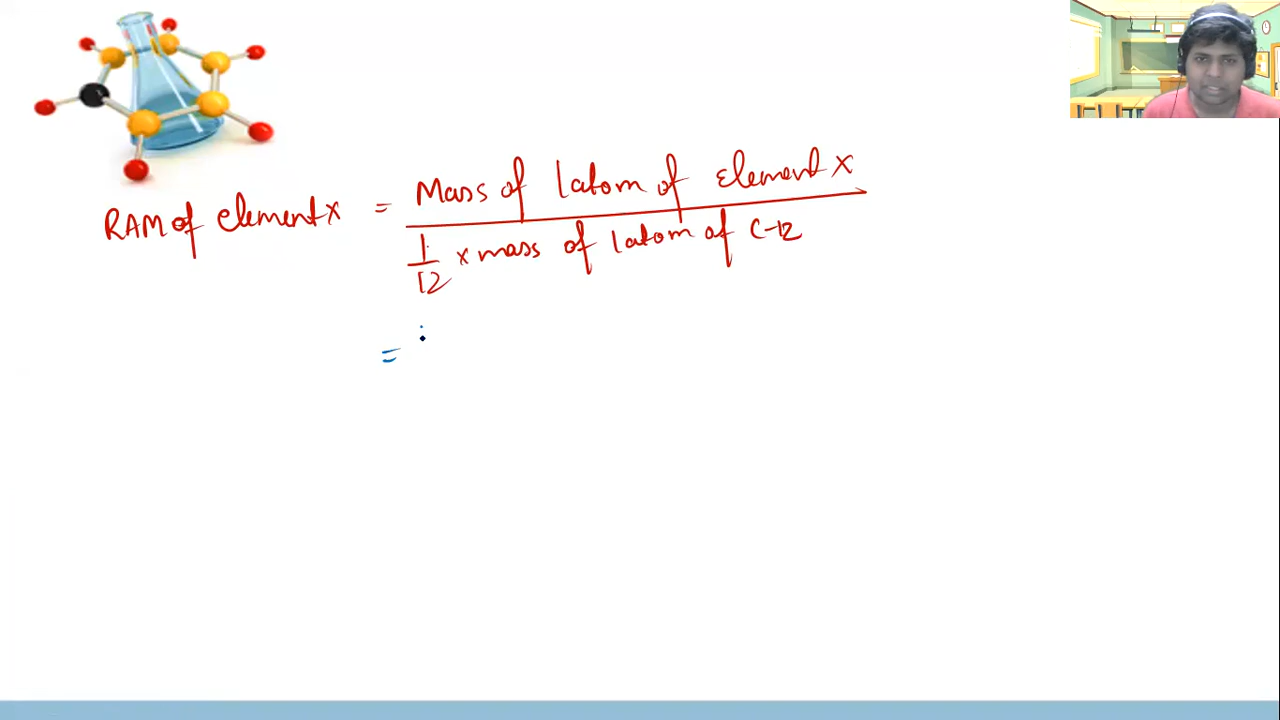 RAM of element X = Mass of 1 atom of element X
1/12 x mass of 1 atom of C-12
=